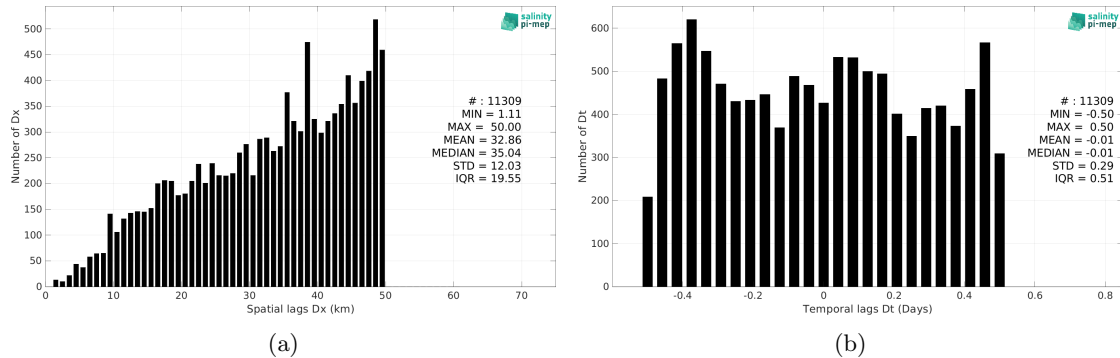 salinity
pi-mep
500
450
400
350
300
250
200
150
100
50
0
Number of Dx
# : 11309
MIN = 1.11
MAX = 50.00
MEAN = 32.86
MEDIAN = 35.04
STD = 12.03
IQR = 19.55
0 10 20 30 40 50 60 70
Spatial lags Dx (km)
(a)
salinity
pi-mep
600
500
400
300
200
100
0
Number of Dt
# : 11309
MIN = -0.50
MAX = 0.50
MEAN = -0.01
MEDIAN = -0.01
STD = 0.29
IQR = 0.51
-0.4 -0.2 0 0.2 0.4 0.6 0.8
Temporal lags Dt (Days)
(b)